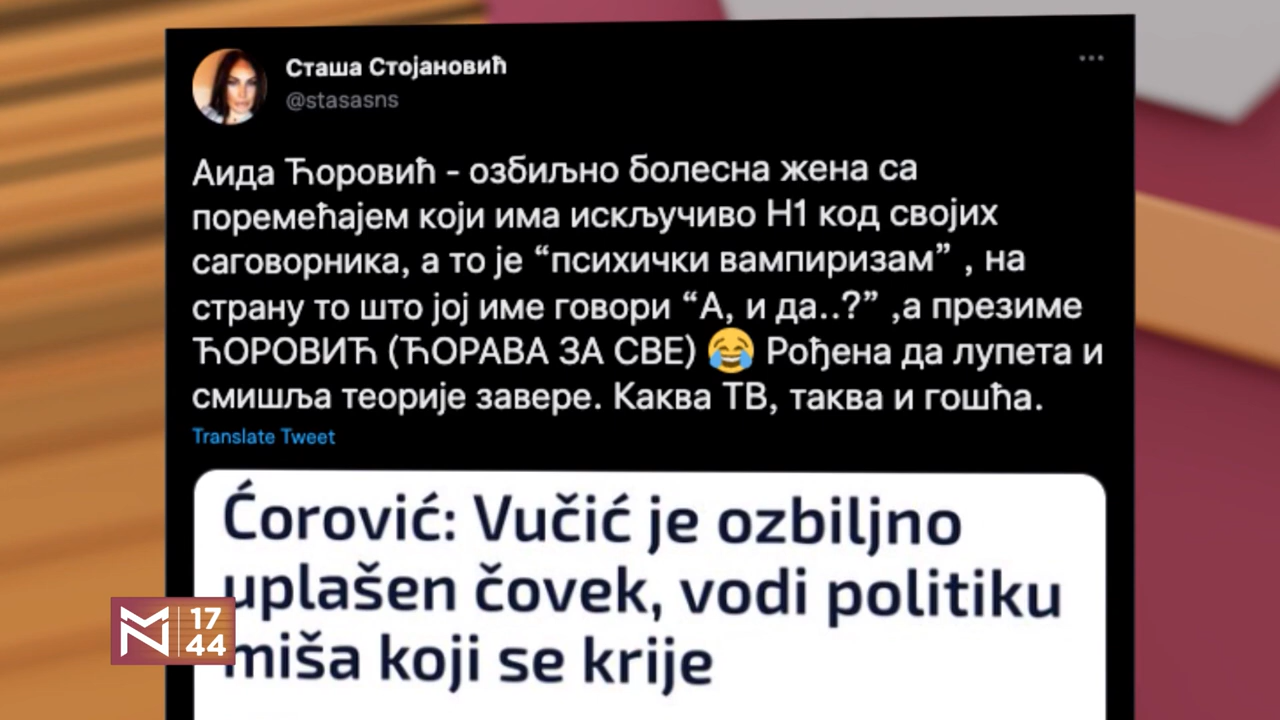 Сташа Стојановић
@stasasns
Аида Ћоровић - озбиљно болесна жена са
поремећајем који има искључиво Н1 код својих
саговорника, а то је “психички вампиризам” , на
страну то што јој име говори “А, и да..?” ,а презиме
ЋОРОВИЋ (ЋОРАВА ЗА СВЕ) 😂 Рођена да лупета и
смишља теорије завере. Каква ТВ, таква и гошћа.
Translate Tweet
Ćorović: Vučić je ozbiljno
uplašen čovek, vodi politiku
miša koji se krije
17
44